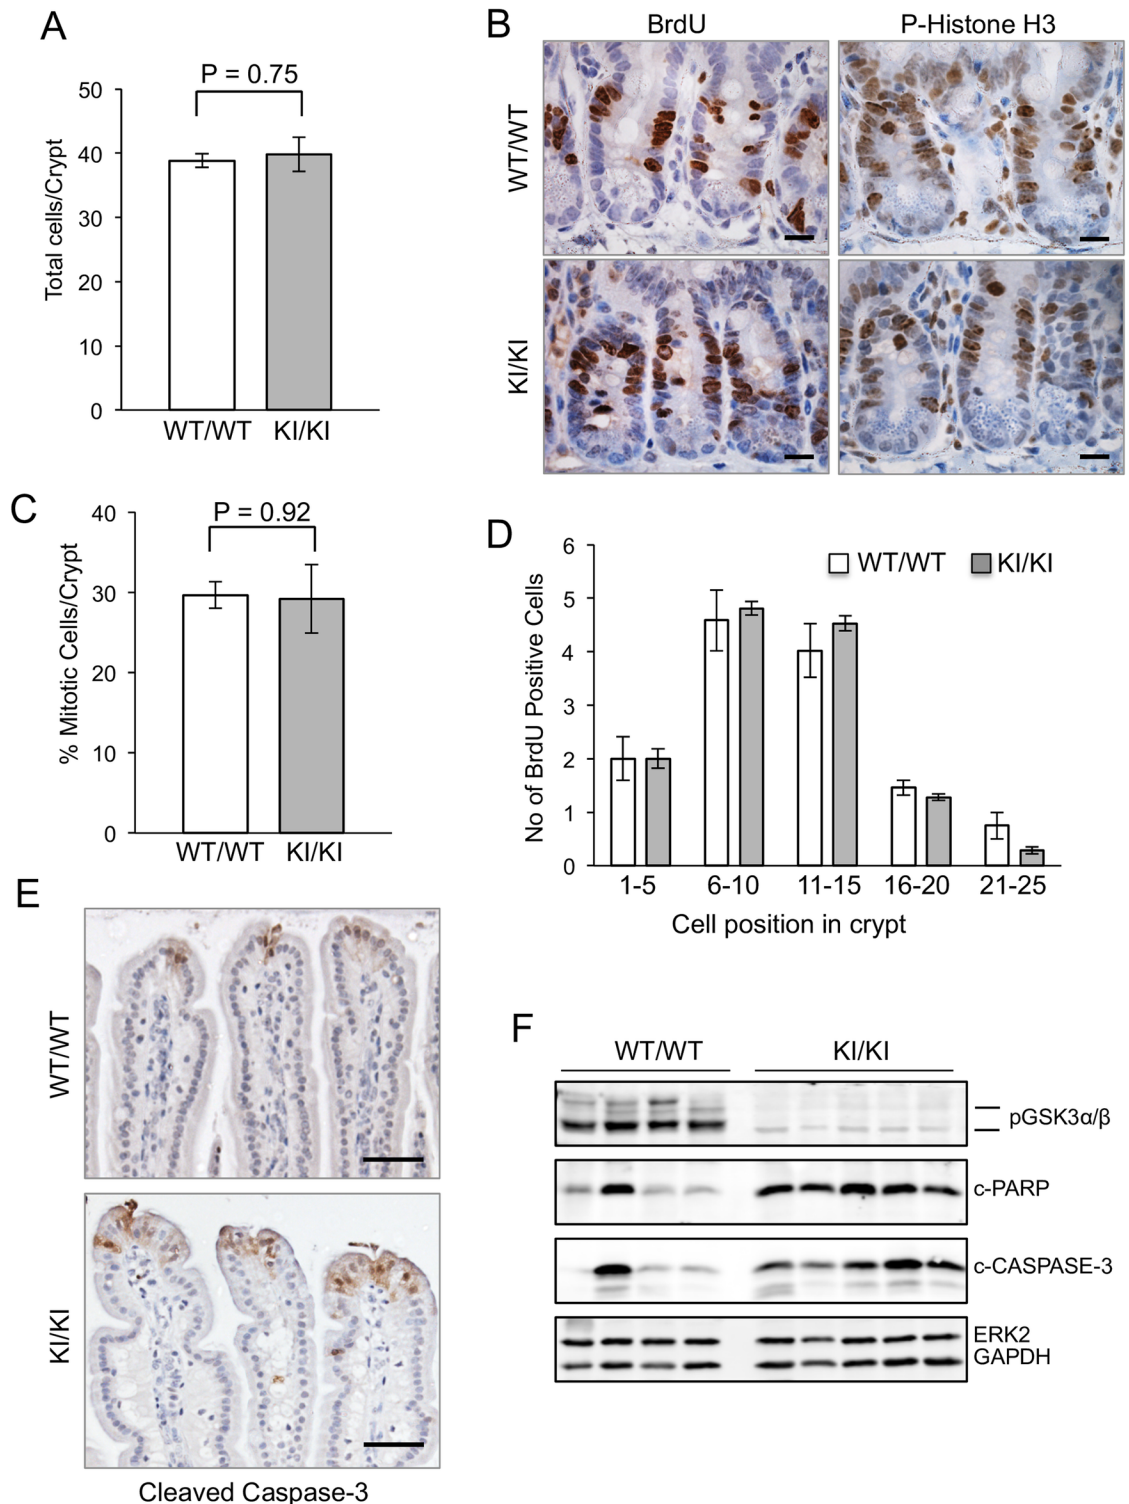 A
P = 0.75
Total cells/Crypt
50
40
30
20
10
0
WT/WT KI/KI
B
BrdU
P-Histone H3
WT/WT
KI/KI
C
P = 0.92
% Mitotic Cells/Crypt
40
30
20
10
0
WT/WT KI/KI
D
WT/WT KI/KI
No of BrdU Positive Cells
6
5
4
3
2
1
0
1-5 6-10 11-15 16-20 21-25
Cell position in crypt
E
WT/WT
KI/KI
Cleaved Caspase-3
F
WT/WT KI/KI
pGSK3α/β
c-PARP
c-CASPASE-3
ERK2
GAPDH